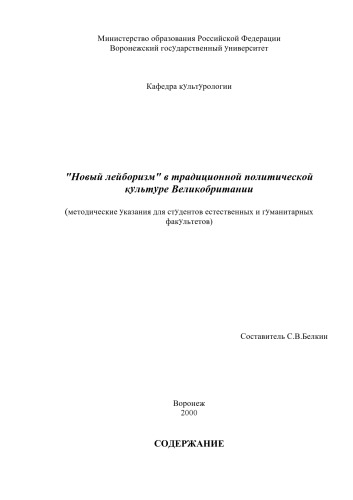 Министерство образования Российской Федерации
Воронежский государственный университет
Кафедра культурологии
"Новый лейборизм" в традиционной политической
культуре Великобритании
(методические указания для студентов естественных и гуманитарных
факультетов)
Составитель С.В.Белкин
Воронеж
2000
СОДЕРЖАНИЕ